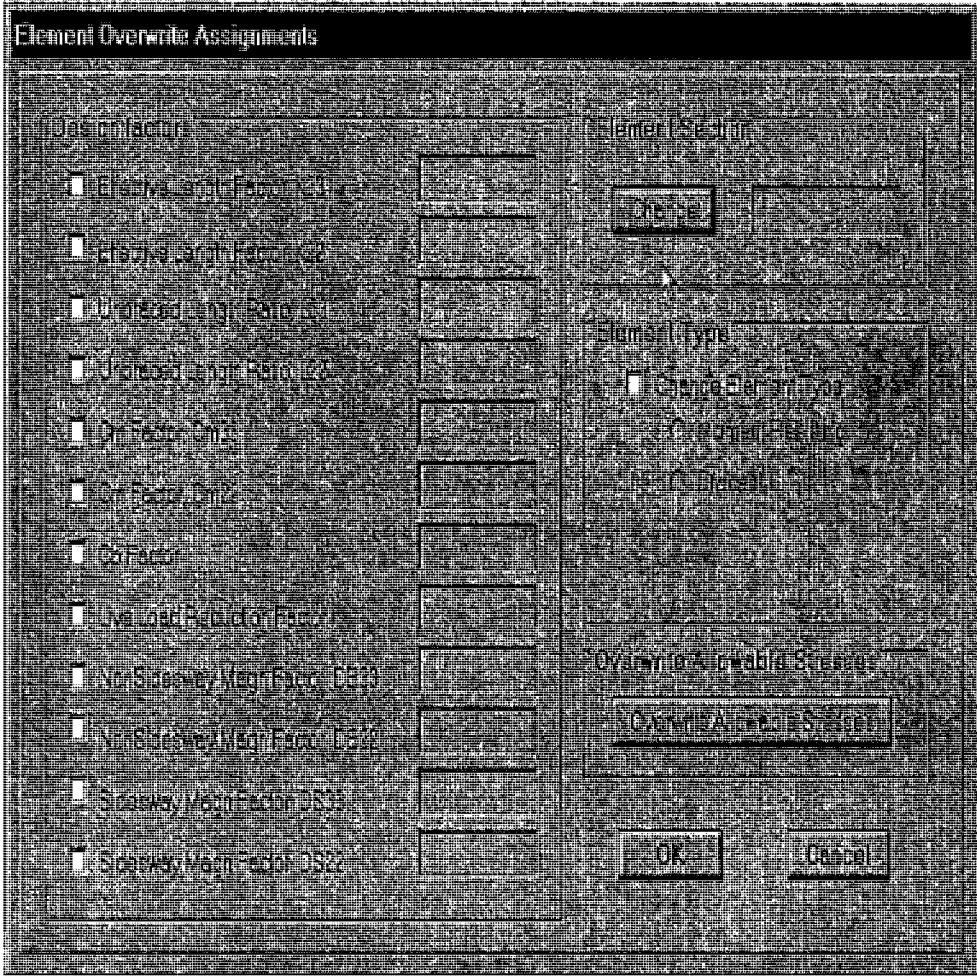 Element Overwrite Assignments
Design factors
Effective Length Factor K33
Effective Length Factor K22
Unbraced Length Ratio L33
Unbraced Length Ratio L22
Cm Factor Cm33
Cm Factor Cm22
Cb Factor
Live Load Reduction Factor
Non Sidesway Magn Factor DB33
Non Sidesway Magn Factor DB22
Sidesway Magn Factor DS33
Sidesway Magn Factor DS22
Element Section
Change
Element Type
Change Element Type
Overwrite Allowable Stresses
Overwrite Allowable Stresses
OK
Cancel